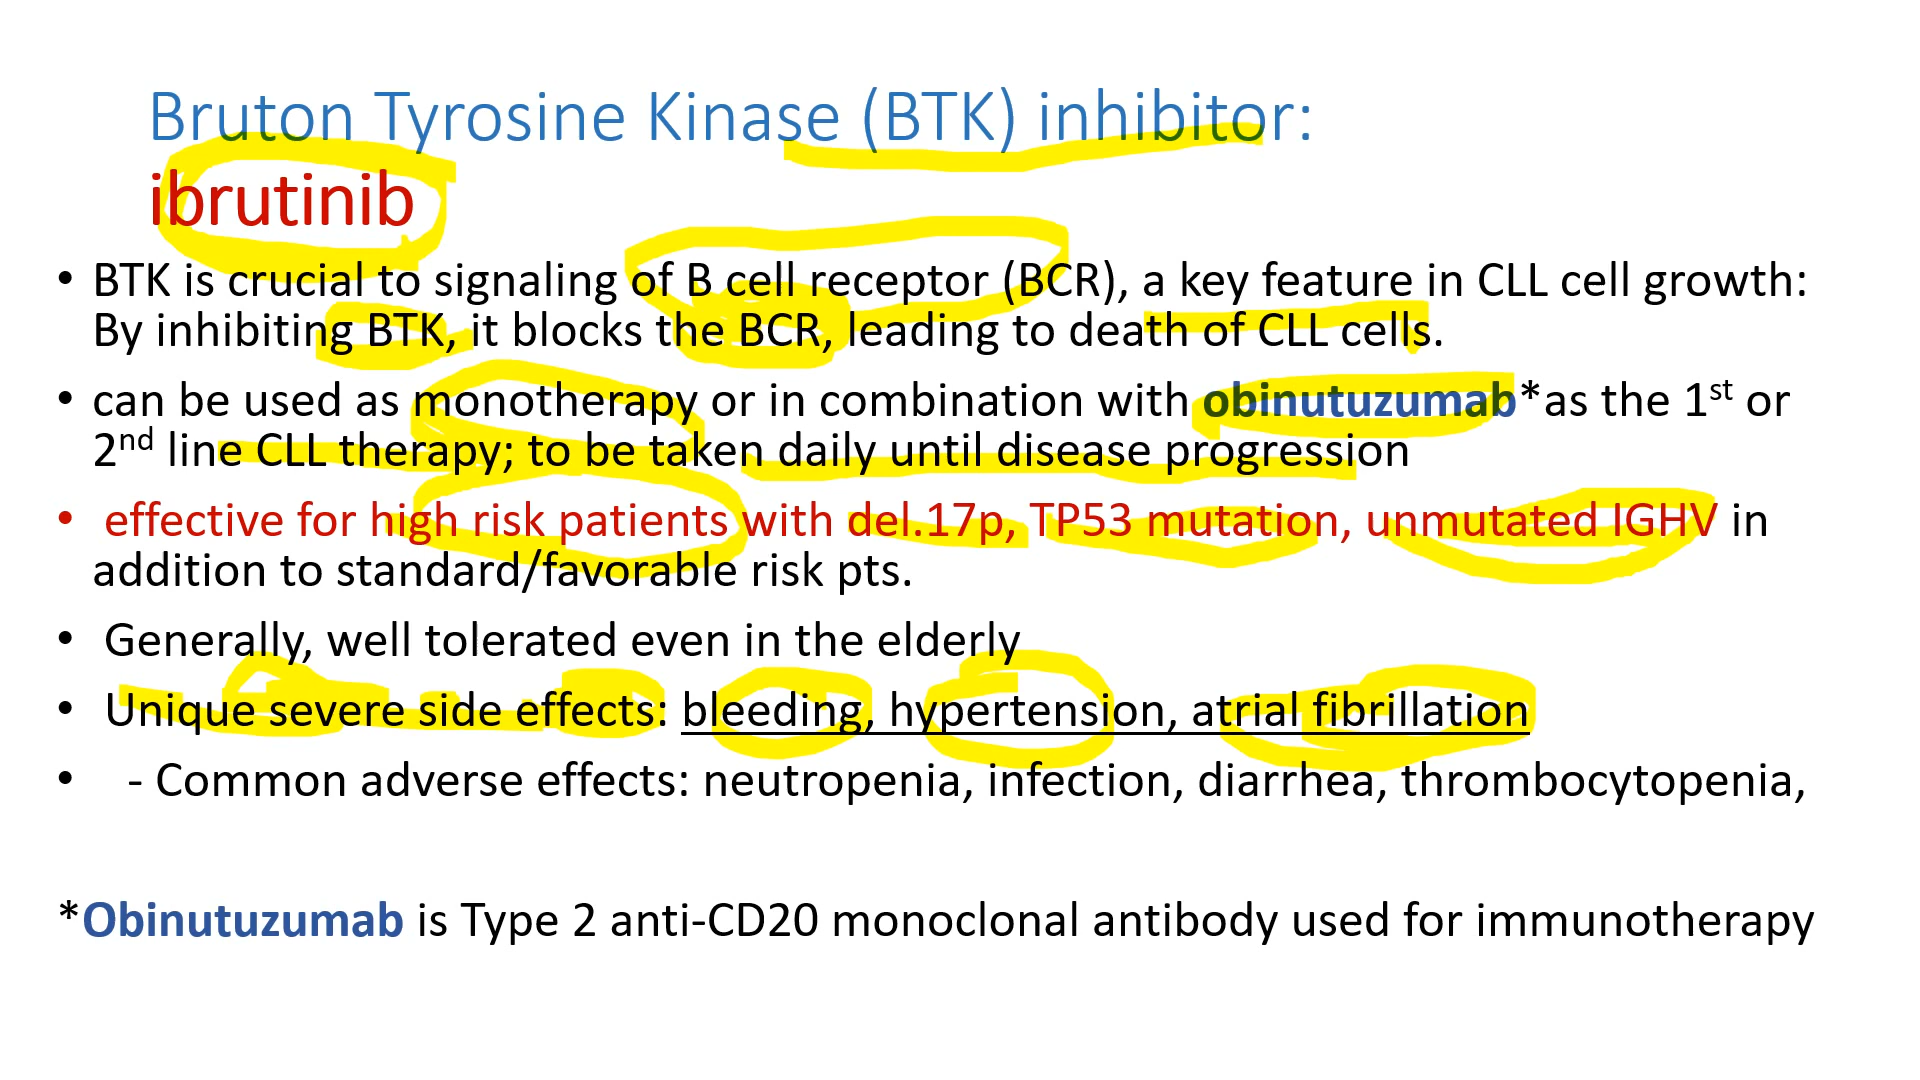 Bruton Tyrosine Kinase (BTK) inhibitor:
ibrutinib
• BTK is crucial to signaling of B cell receptor (BCR), a key feature in CLL cell growth:
By inhibiting BTK, it blocks the BCR, leading to death of CLL cells.
• can be used as monotherapy or in combination with obinutuzumab*as the 1st or
2nd line CLL therapy; to be taken daily until disease progression
• effective for high risk patients with del.17p, TP53 mutation, unmutated IGHV in
addition to standard/favorable risk pts.
• Generally, well tolerated even in the elderly
• Unique severe side effects: bleeding, hypertension, atrial fibrillation
• - Common adverse effects: neutropenia, infection, diarrhea, thrombocytopenia,
*Obinutuzumab is Type 2 anti-CD20 monoclonal antibody used for immunotherapy